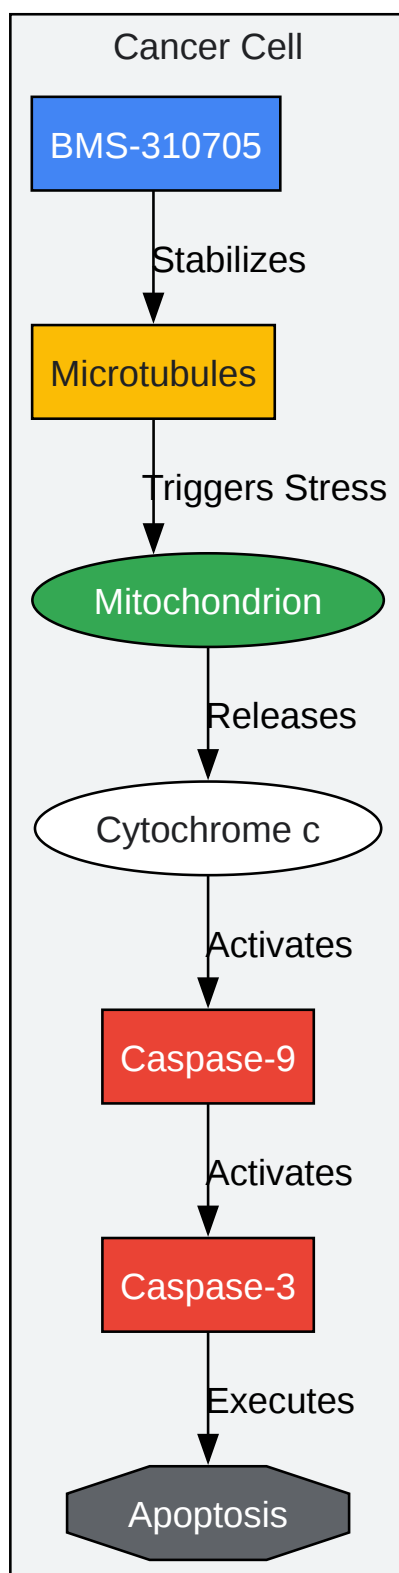 Cancer Cell
BMS-310705
Stabilizes
Microtubules
Triggers Stress
Mitochondrion
Releases
Cytochrome c
Activates
Caspase-9
Activates
Caspase-3
Executes
Apoptosis